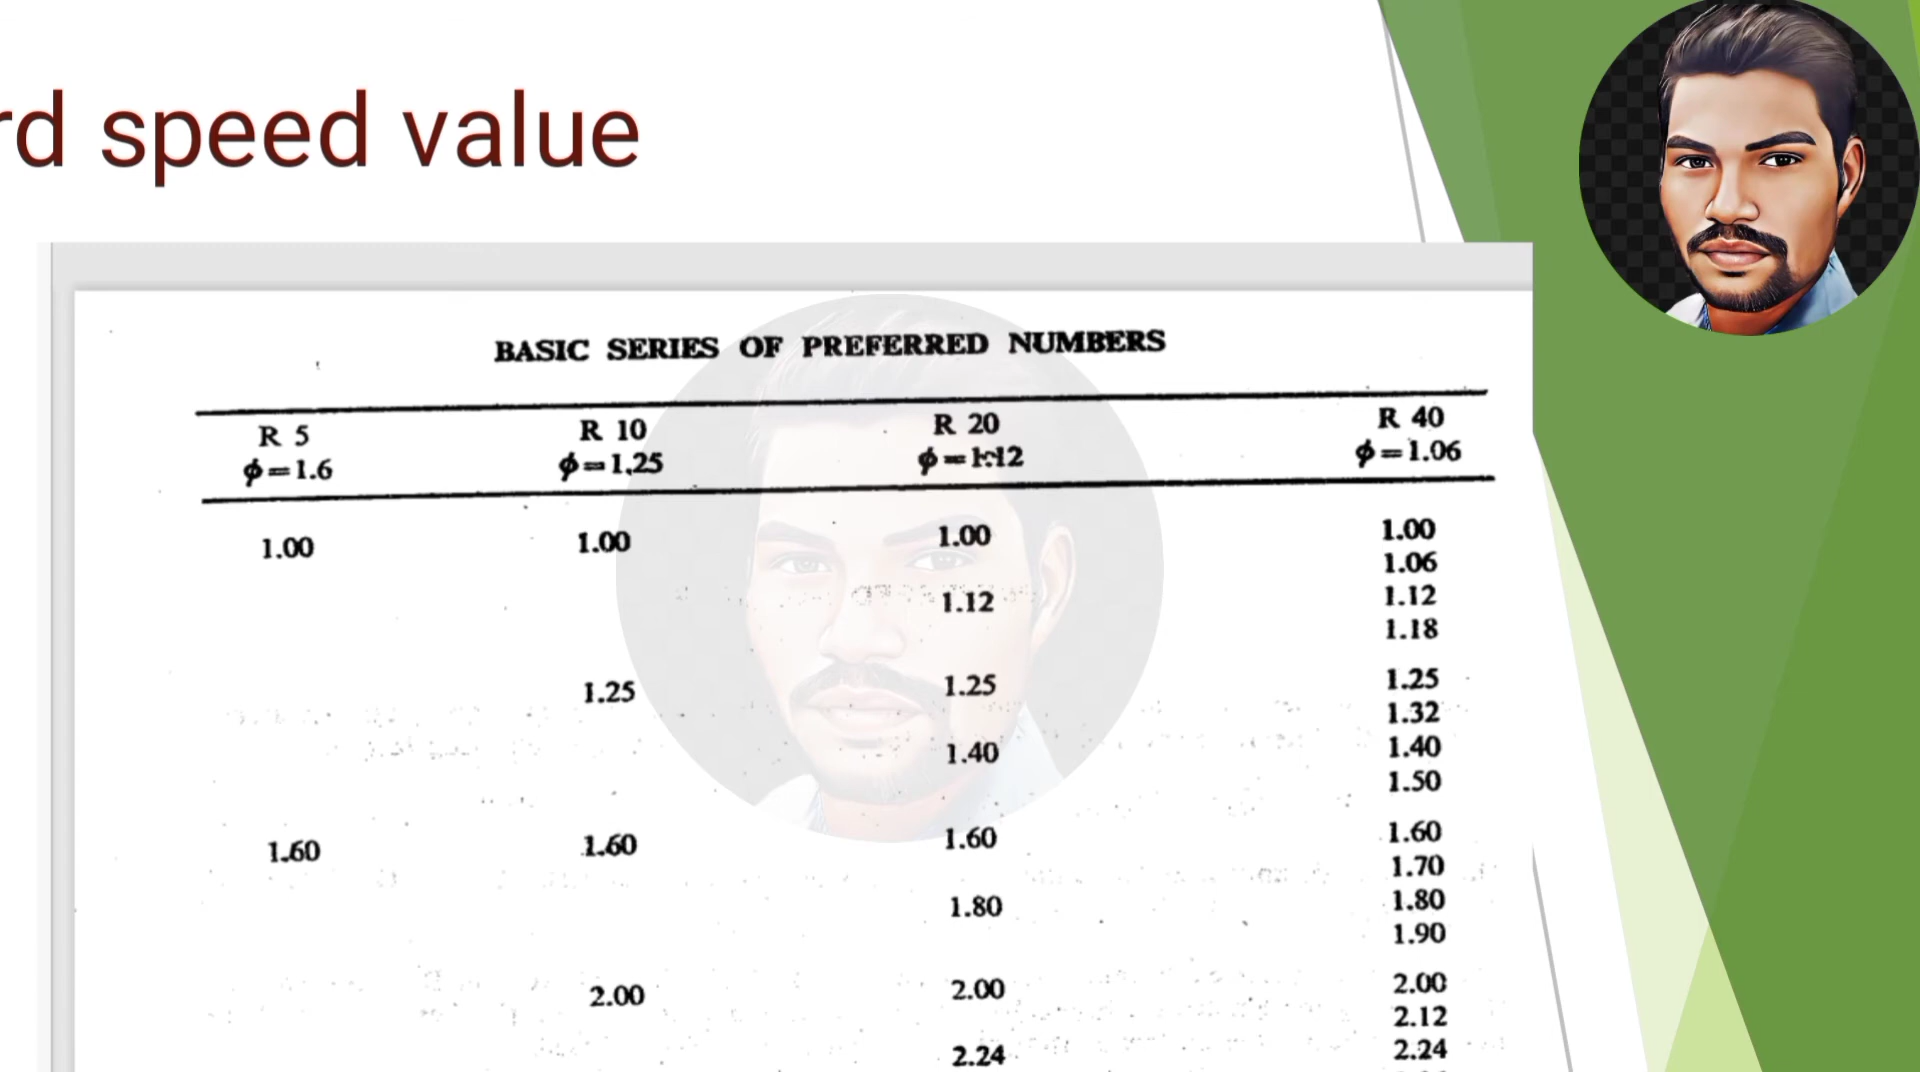 rd speed value
BASIC SERIES OF PREFERRED NUMBERS
R 5 R 10 R 20 R 40
ϕ=1.6 ϕ=1.25 ϕ=1.12 ϕ=1.06
1.00 1.00 1.00 1.00
1.06
1.12 1.12
1.18
1.25 1.25 1.25
1.32
1.40 1.40
1.50
1.60 1.60 1.60 1.60
1.70
1.80 1.80
1.90
2.00 2.00 2.00
2.12
2.24 2.24